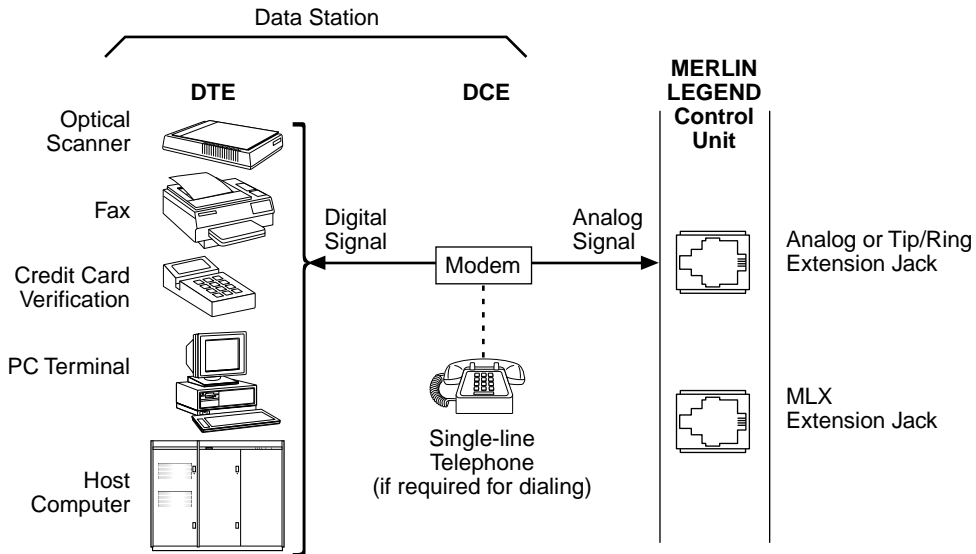 Data Station
DTE
DCE
MERLIN
LEGEND
Control
Unit
Optical
Scanner
Fax
Credit Card
Verification
PC Terminal
Host
Computer
Digital
Signal
Modem
Analog
Signal
Single-line
Telephone
(if required for dialing)
Analog or Tip/Ring
Extension Jack
MLX
Extension Jack